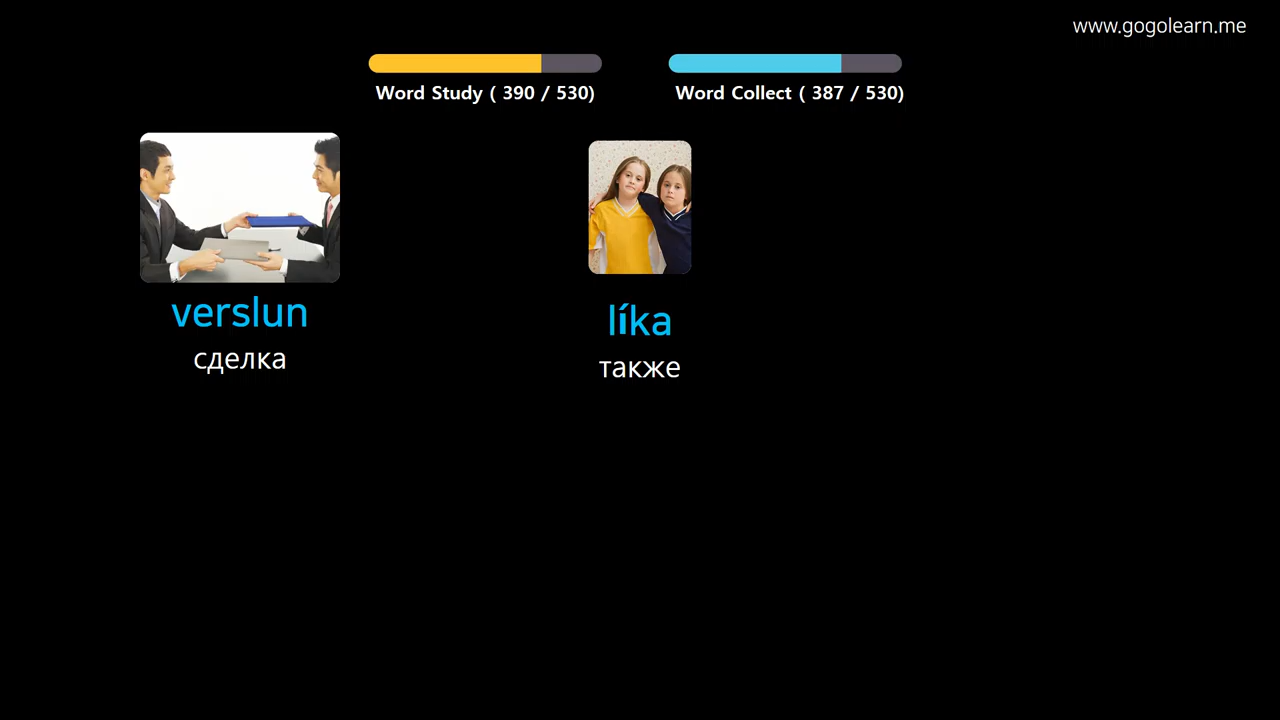 www.gogolearn.me
Word Study ( 390 / 530)
Word Collect ( 387 / 530)
verslun
сделка
líka
также